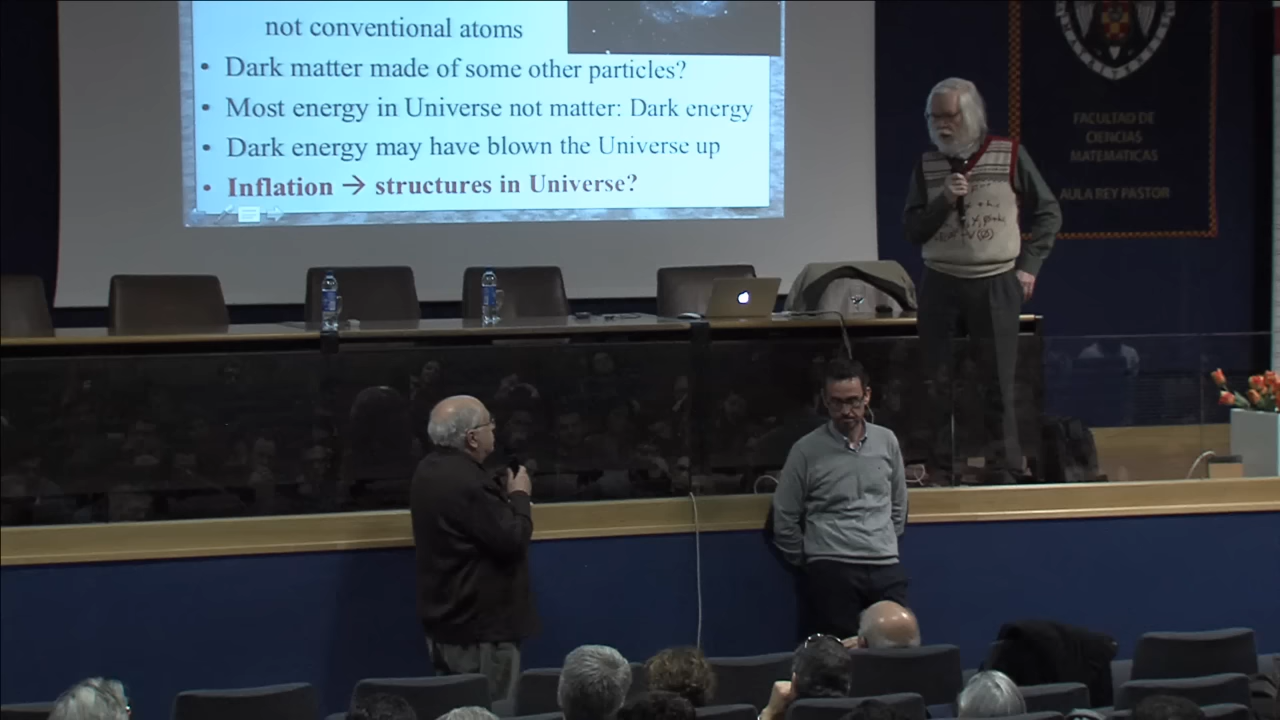 not conventional atoms
• Dark matter made of some other particles?
• Most energy in Universe not matter: Dark energy
• Dark energy may have blown the Universe up
• Inflation → structures in Universe?
FACULTAD DE
CIENCIAS
MATEMATICAS
AULA REY PASTOR